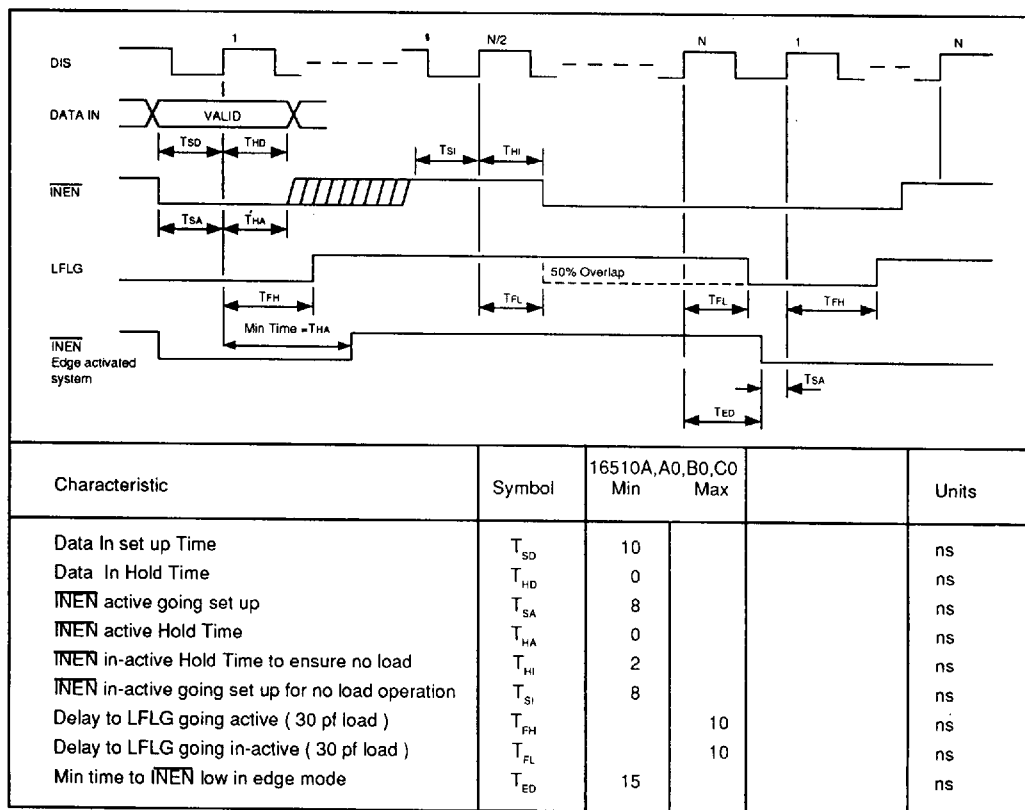 1 N/2 N 1 N
DIS
DATA IN VALID
TSD THD TSI THI
INEN
TSA THA
LFLG 50% Overlap
TFH TFL TFL TFH
Min Time =THA
INEN
Edge activated
system
TSA
TED
Characteristic Symbol 16510A,A0,B0,C0 Units
Min Max
Data In set up Time TSD 10 ns
Data In Hold Time THD 0 ns
INEN active going set up TSA 8 ns
INEN active Hold Time THA 0 ns
INEN in-active Hold Time to ensure no load THI 2 ns
INEN in-active going set up for no load operation TSI 8 ns
Delay to LFLG going active ( 30 pf load ) TFH 10 ns
Delay to LFLG going in-active ( 30 pf load ) TFL 10 ns
Min time to INEN low in edge mode TED 15 ns